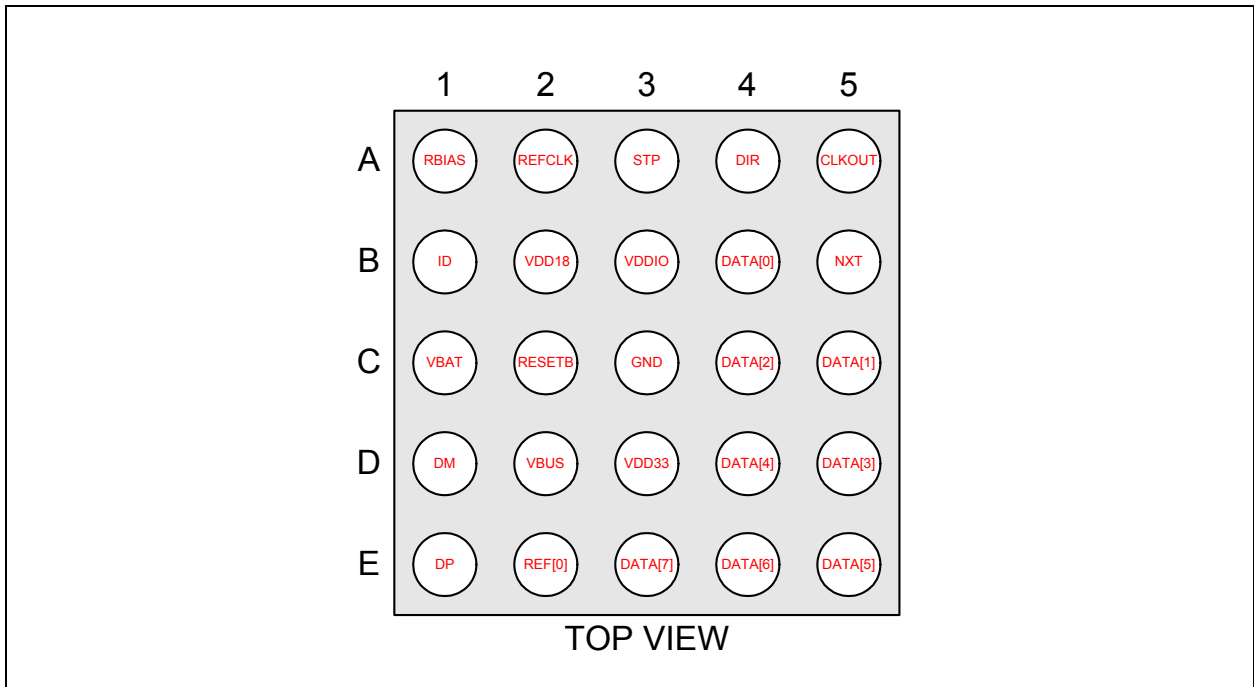 1 2 3 4 5
A RBIAS REFCLK STP DIR CLKOUT
B ID VDD18 VDDIO DATA[0] NXT
C VBAT RESETB GND DATA[2] DATA[1]
D DM VBUS VDD33 DATA[4] DATA[3]
E DP REF[0] DATA[7] DATA[6] DATA[5]
TOP VIEW